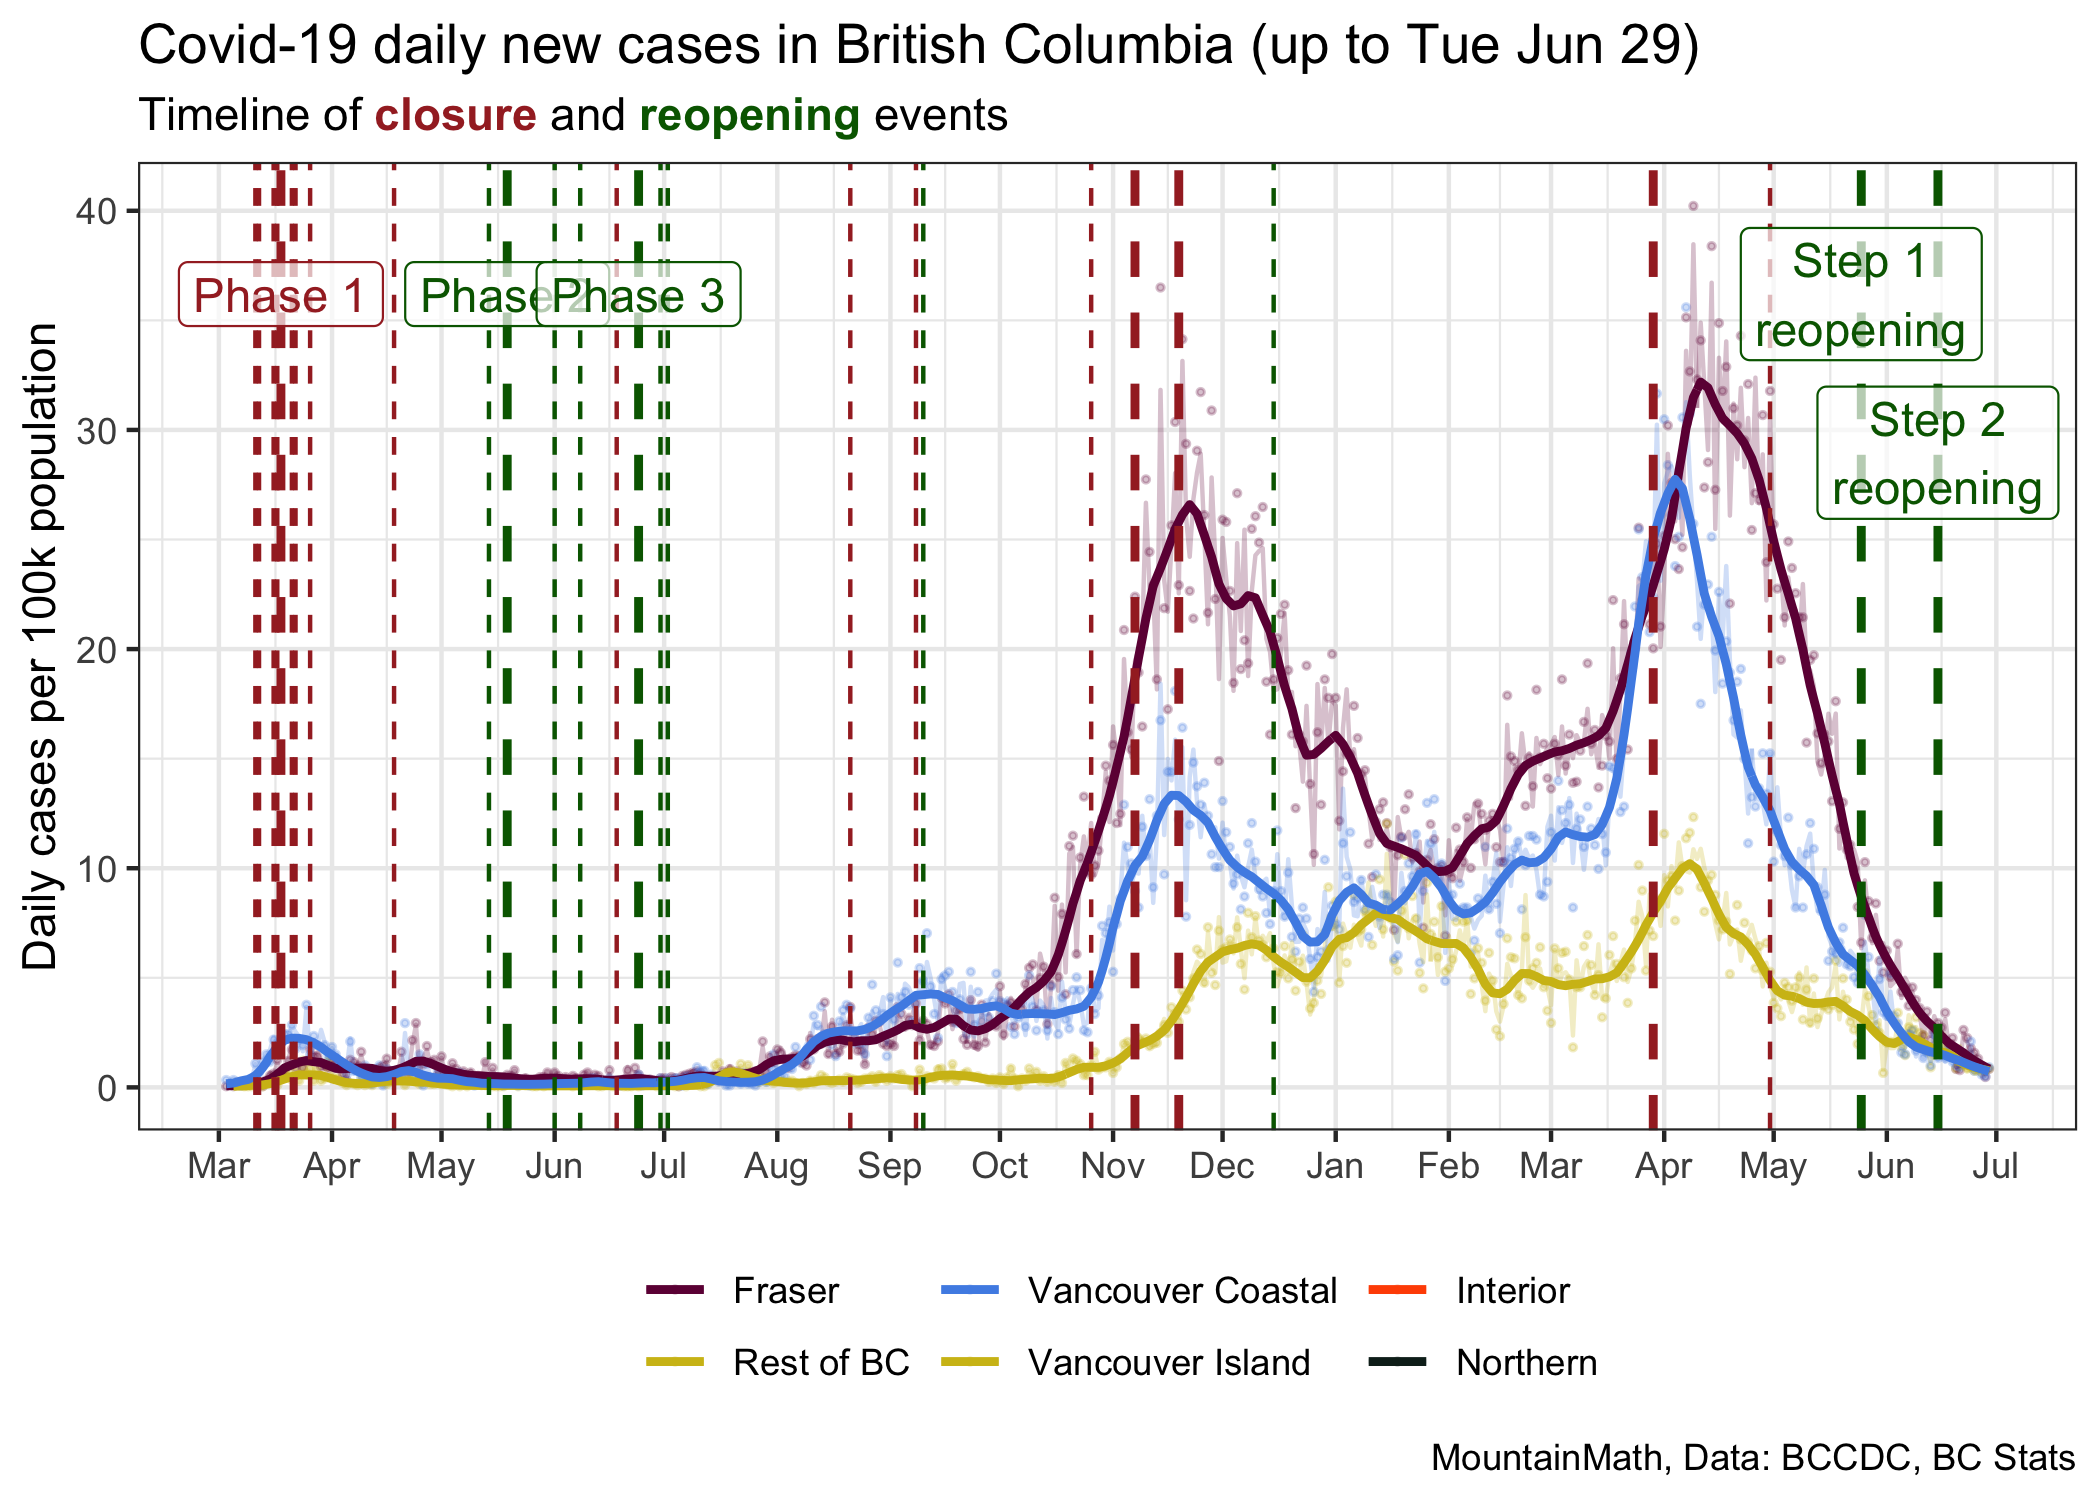 Covid-19 daily new cases in British Columbia (up to Tue Jun 29)
Timeline of closure and reopening events
Daily cases per 100k population
40
30
20
10
0
Phase 1
Phase 2
Phase 3
Step 1
reopening
Step 2
reopening
Mar Apr May Jun Jul Aug Sep Oct Nov Dec Jan Feb Mar Apr May Jun Jul
Fraser Vancouver Coastal Interior
Rest of BC Vancouver Island Northern
MountainMath, Data: BCCDC, BC Stats